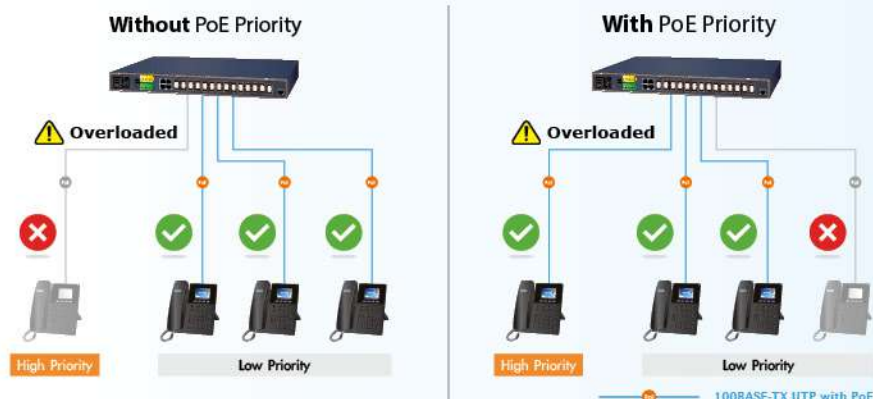 Without PoE Priority
With PoE Priority
Overloaded
Overloaded
High Priority
Low Priority
High Priority
Low Priority
100BASE-TX UTP with PoE